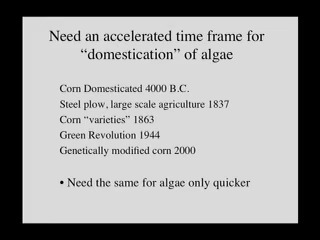 Need an accelerated time frame for
“domestication” of algae
Corn Domesticated 4000 B.C.
Steel plow, large scale agriculture 1837
Corn “varieties” 1863
Green Revolution 1944
Genetically modified corn 2000
• Need the same for algae only quicker